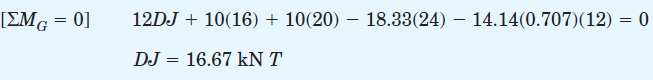 [ΣM_G = 0] 12DJ + 10(16) + 10(20) − 18.33(24) − 14.14(0.707)(12) = 0
DJ = 16.67 kN T